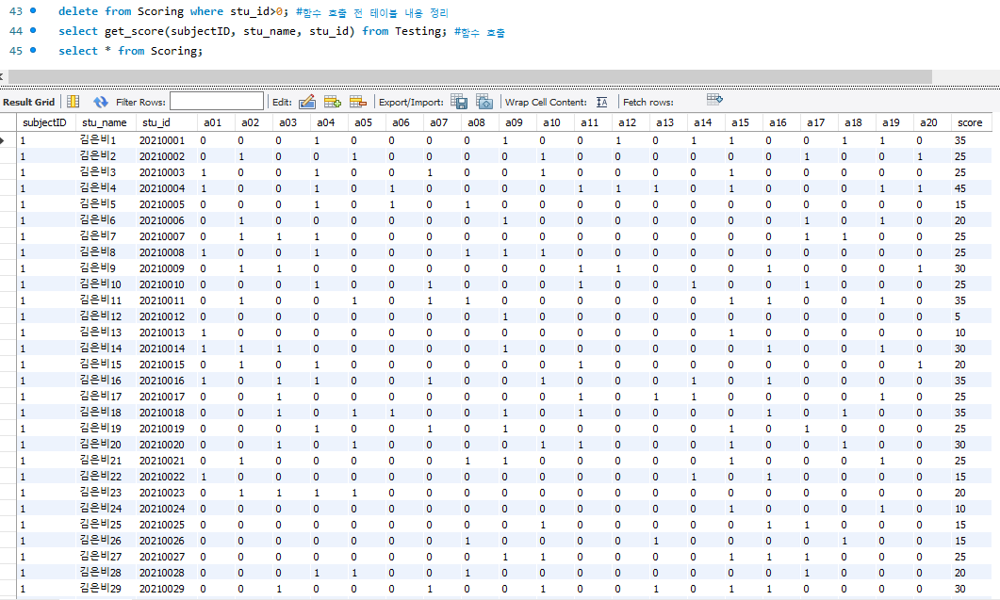 43 delete from Scoring where stu_id>0; #함수 호출 전 테이블 내용 정리
44 select get_score(subjectID, stu_name, stu_id) from Testing; #함수 호출
45 select * from Scoring;
Result Grid Filter Rows: Edit: Export/Import: Wrap Cell Content: Fetch rows:
subjectID stu_name stu_id a01 a02 a03 a04 a05 a06 a07 a08 a09 a10 a11 a12 a13 a14 a15 a16 a17 a18 a19 a20 score
1 김은비1 20210001 0 0 0 1 0 0 0 0 1 0 0 1 0 1 1 0 0 1 1 0 35
1 김은비2 20210002 0 1 0 0 1 0 0 0 0 1 0 0 0 0 0 0 1 0 0 1 25
1 김은비3 20210003 1 0 0 1 0 0 1 0 0 1 0 0 0 0 1 0 0 0 0 0 25
1 김은비4 20210004 1 0 0 1 0 1 0 0 0 0 1 1 1 0 1 0 0 0 1 1 45
1 김은비5 20210005 0 0 0 1 0 1 0 1 0 0 0 0 0 0 0 0 0 0 0 0 15
1 김은비6 20210006 0 1 0 0 0 0 0 0 1 0 0 0 0 0 0 0 1 0 1 0 20
1 김은비7 20210007 0 1 1 1 0 0 0 0 0 0 0 0 0 0 0 0 1 1 0 0 25
1 김은비8 20210008 1 0 0 1 0 0 0 1 1 1 0 0 0 0 0 0 0 0 0 0 25
1 김은비9 20210009 0 1 1 0 0 0 0 0 0 0 1 1 0 0 0 1 0 0 0 1 30
1 김은비10 20210010 0 0 0 1 0 0 1 0 0 0 1 0 0 1 0 0 1 0 0 0 25
1 김은비11 20210011 0 1 0 0 1 0 1 1 0 0 0 0 0 0 1 1 0 0 1 0 35
1 김은비12 20210012 0 0 0 0 0 0 0 0 1 0 0 0 0 0 0 0 0 0 0 0 5
1 김은비13 20210013 1 0 0 0 0 0 0 0 0 0 0 0 0 0 1 0 0 0 0 0 10
1 김은비14 20210014 1 1 1 0 0 0 0 0 1 0 0 0 0 0 0 1 0 0 1 0 30
1 김은비15 20210015 0 1 0 1 0 0 0 0 0 0 1 0 0 0 0 0 0 0 0 1 20
1 김은비16 20210016 1 0 1 1 0 0 1 0 0 1 0 0 0 1 0 1 0 0 0 0 35
1 김은비17 20210017 0 0 1 0 0 0 0 0 0 0 1 0 1 1 0 0 0 0 1 0 25
1 김은비18 20210018 0 0 1 0 1 1 0 0 1 0 1 0 0 0 0 1 0 1 0 0 35
1 김은비19 20210019 0 0 0 1 0 0 1 0 1 0 0 0 0 0 1 0 1 0 0 0 25
1 김은비20 20210020 0 0 1 0 1 0 0 0 0 1 1 0 0 0 1 0 0 1 0 0 30
1 김은비21 20210021 0 1 0 0 0 0 0 1 1 0 0 0 0 0 1 0 0 0 1 0 25
1 김은비22 20210022 1 0 0 0 0 0 0 0 0 0 0 0 0 1 0 1 0 0 0 0 15
1 김은비23 20210023 0 1 1 1 1 0 0 0 0 0 0 0 0 0 0 0 0 0 0 0 20
1 김은비24 20210024 0 0 0 0 0 0 0 0 0 0 0 0 0 0 1 0 0 0 1 0 10
1 김은비25 20210025 0 0 0 0 0 0 0 0 0 1 0 0 0 0 0 1 1 0 0 0 15
1 김은비26 20210026 0 0 0 0 0 0 0 1 0 0 0 0 1 0 0 0 0 1 0 0 15
1 김은비27 20210027 0 0 0 0 0 0 0 0 1 1 0 0 0 0 1 1 1 0 0 0 25
1 김은비28 20210028 0 0 0 1 1 0 0 1 0 0 0 0 0 0 0 0 1 0 0 0 20
1 김은비29 20210029 0 0 1 0 0 0 1 0 0 1 0 0 1 0 1 1 0 0 0 0 30